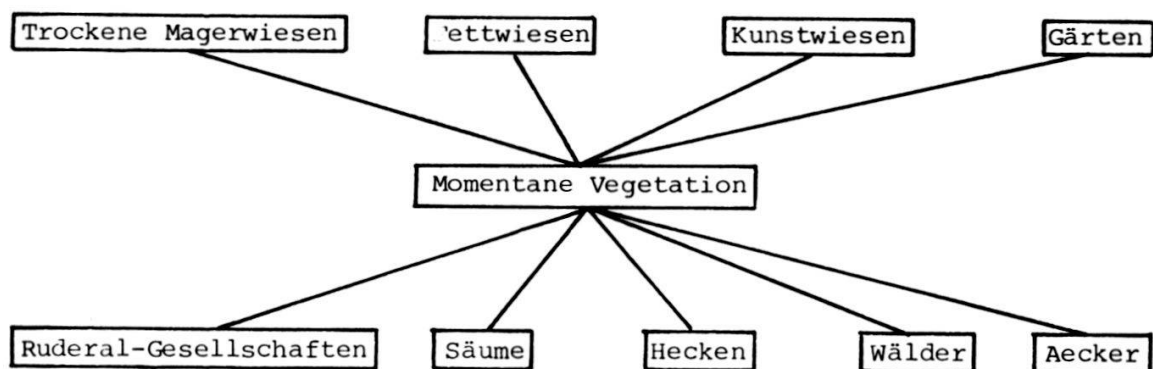 Trockene Magerwiesen
ettwiesen
Kunstwiesen
Gärten
Momentane Vegetation
Ruderal-Gesellschaften
Säume
Hecken
Wälder
Aecker